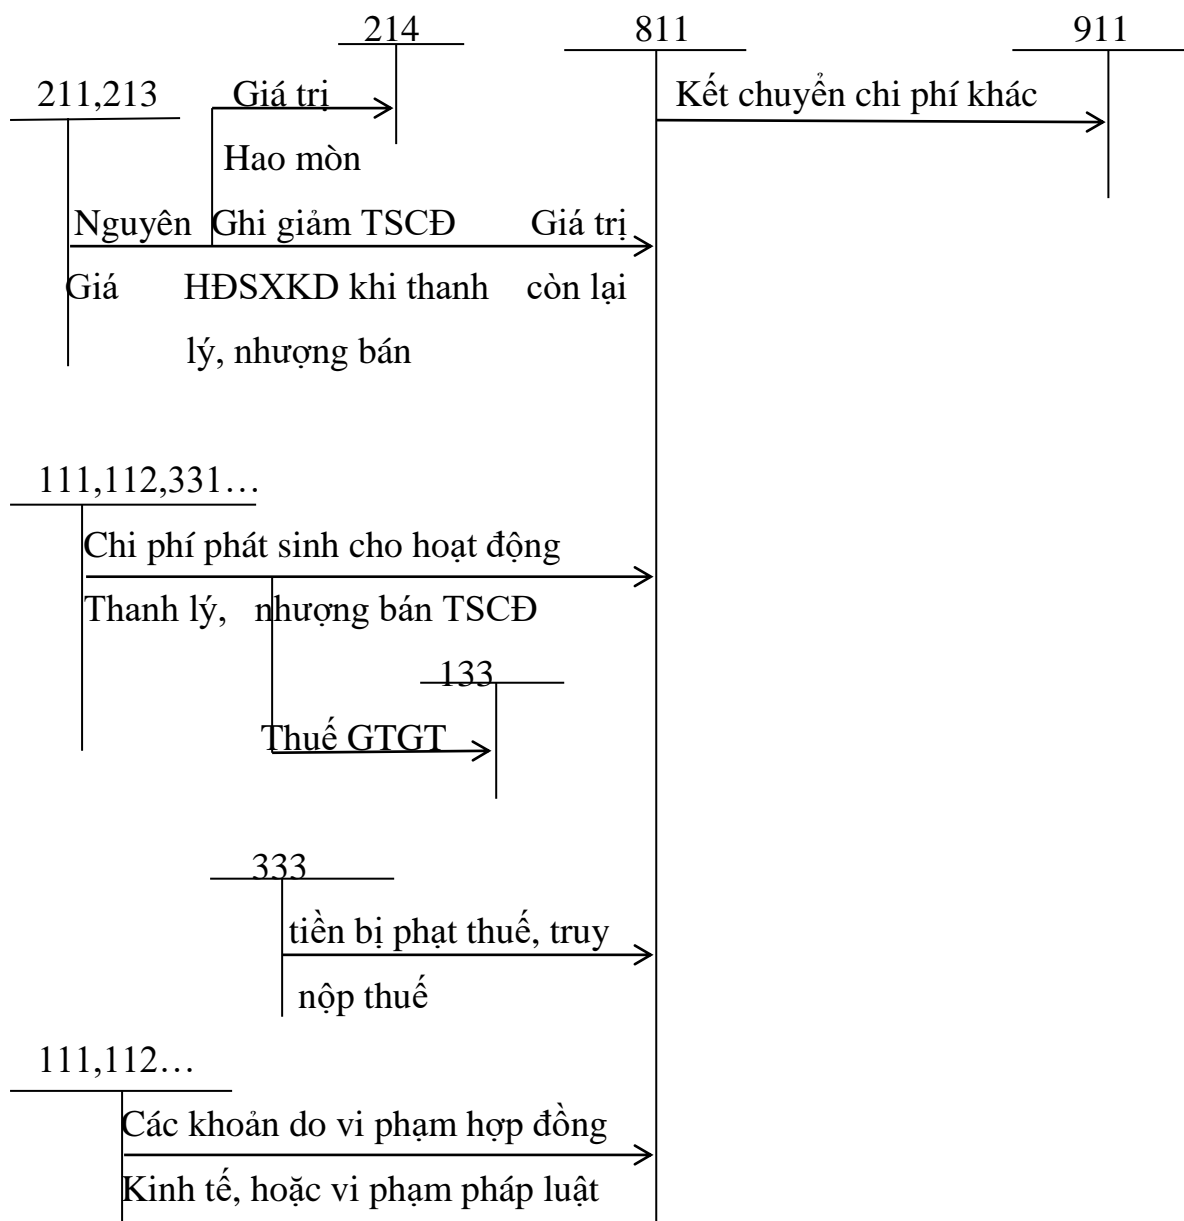 214 811 911
211,213 Giá trị Kết chuyển chi phí khác
Hao mòn
Nguyên Ghi giảm TSCĐ Giá trị
Giá HĐSXKD khi thanh còn lại
lý, nhượng bán
111,112,331…
Chi phí phát sinh cho hoạt động
Thanh lý, nhượng bán TSCĐ
133
Thuế GTGT
333
tiền bị phạt thuế, truy
nộp thuế
111,112…
Các khoản do vi phạm hợp đồng
Kinh tế, hoặc vi phạm pháp luật